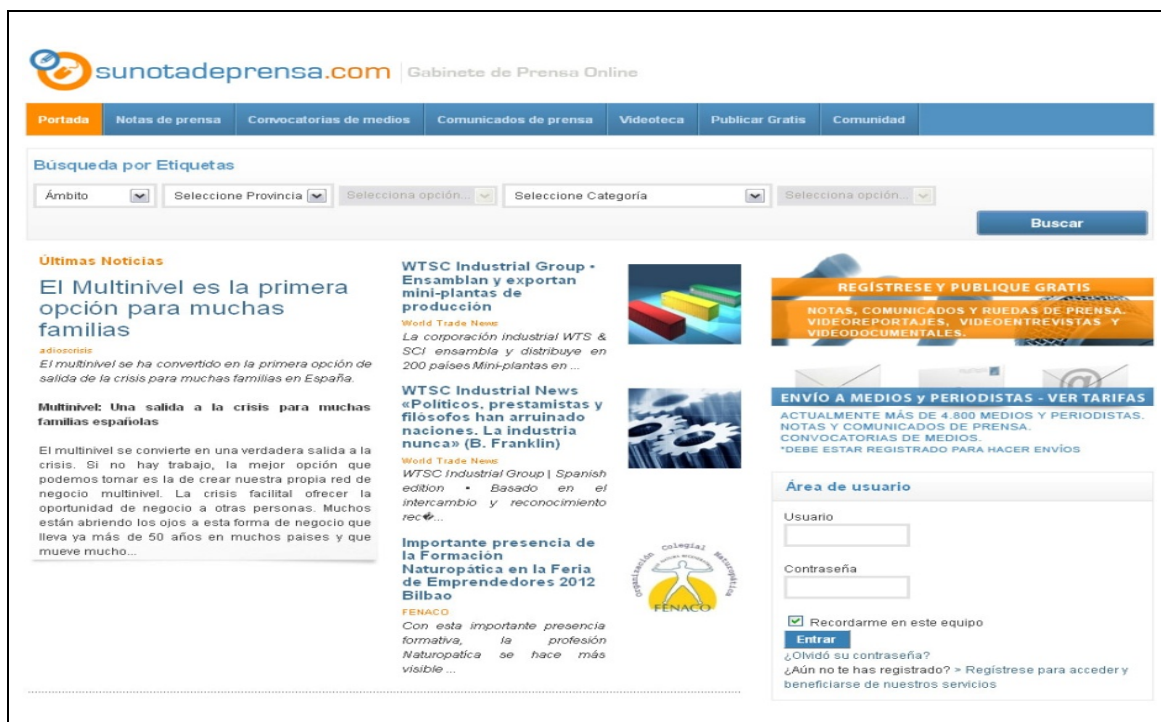 sunotadeprensa.com Gabinete de Prensa Online
Portada Notas de prensa Convocatorias de medios Comunicados de prensa Videoteca Publicar Gratis Comunidad
Búsqueda por Etiquetas
Ámbito Seleccione Provincia Selecciona opción... Seleccione Categoría Selecciona opción...
Buscar
Últimas Noticias
El Multinivel es la primera
opción para muchas
familias
adioscrisis
El multinivel se ha convertido en la primera opción de
salida de la crisis para muchas familias en España.
Multinivel: Una salida a la crisis para muchas
familias españolas
El multinivel se convierte en una verdadera salida a la
crisis. Si no hay trabajo, la mejor opción que
podemos tomar es la de crear nuestra propia red de
negocio multinivel. La crisis facilital ofrecer la
oportunidad de negocio a otras personas. Muchos
están abriendo los ojos a esta forma de negocio que
lleva ya más de 50 años en muchos paises y que
mueve mucho...
WTSC Industrial Group •
Ensamblan y exportan
mini-plantas de
producción
World Trade News
La corporación industrial WTS &
SCI ensambla y distribuye en
200 países Mini-plantas en ...
WTSC Industrial News
«Políticos, prestamistas y
filósofos han arruinado
naciones. La industria
nunca» (B. Franklin)
World Trade News
WTSC Industrial Group | Spanish
edition • Basado en el
intercambio y reconocimiento
rec�...
Importante presencia de
la Formación
Naturopática en la Feria
de Emprendedores 2012
Bilbao
FENACO
Con esta importante presencia
formativa, la profesión
Naturopatíca se hace más
visible ...
Organización Colegial Naturopática
FENACO
REGÍSTRESE Y PUBLIQUE GRATIS
NOTAS, COMUNICADOS Y RUEDAS DE PRENSA.
VIDEOREPORTAJES, VIDEOENTREVISTAS Y
VIDEODOCUMENTALES.
ENVÍO A MEDIOS y PERIODISTAS - VER TARIFAS
ACTUALMENTE MÁS DE 4.800 MEDIOS Y PERIODISTAS.
NOTAS Y COMUNICADOS DE PRENSA.
CONVOCATORIAS DE MEDIOS.
*DEBE ESTAR REGISTRADO PARA HACER ENVÍOS
Área de usuario
Usuario
Contraseña
Recordarme en este equipo
Entrar
¿Olvidó su contraseña?
¿Aún no te has registrado? > Regístrese para acceder y
beneficiarse de nuestros servicios